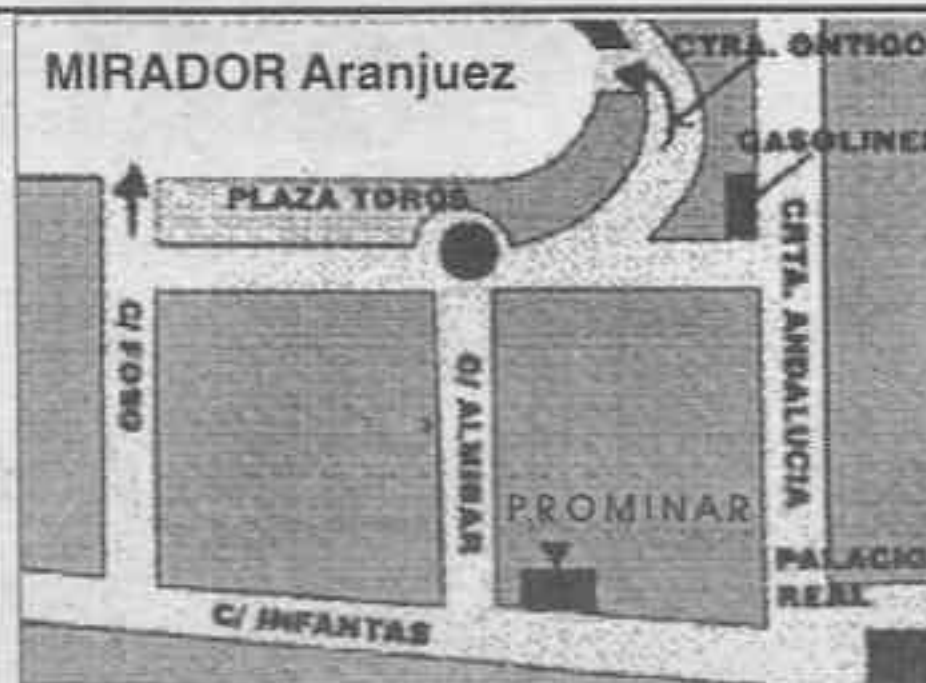 MIRADOR Aranjuez
CTRA. ONTIGO
GASOLINE
PLAZA TOROS
C/ FOSO
C/ ALMIBAR
CRTA. ANDALUCIA
PROMINAR
PALACIO
REAL
C/ INFANTAS